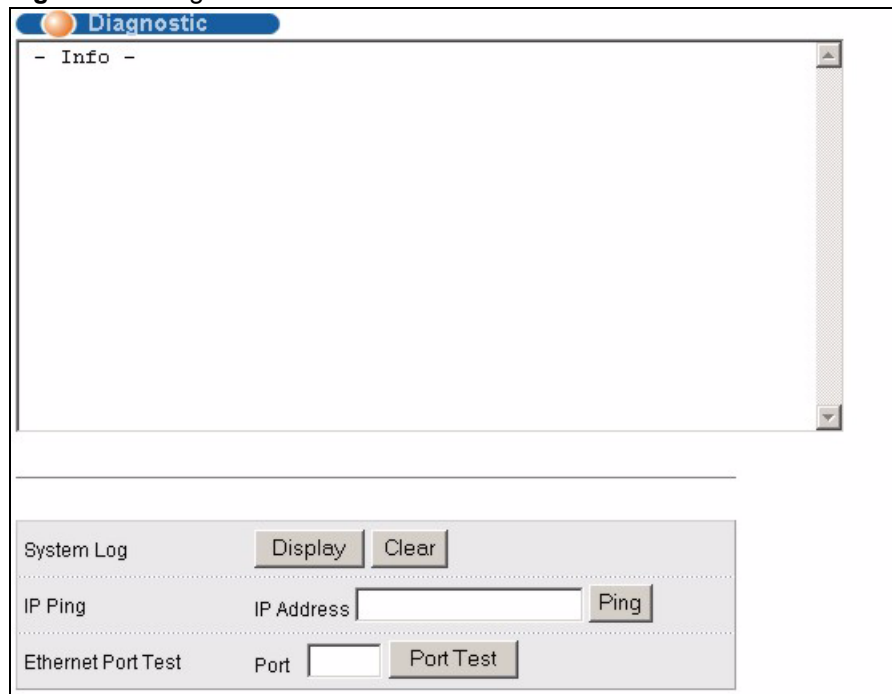 Diagnostic
- Info -
System Log Display Clear
IP Ping IP Address Ping
Ethernet Port Test Port Port Test